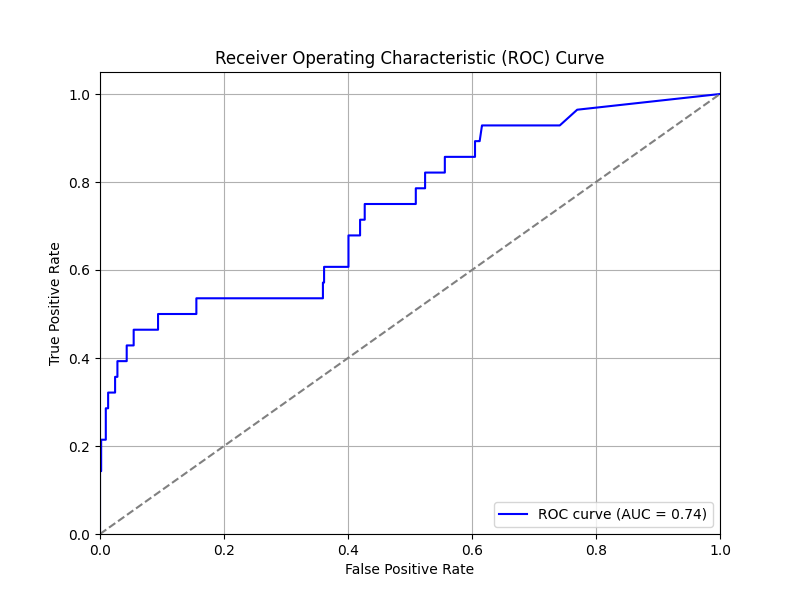 Receiver Operating Characteristic (ROC) Curve
1.0
0.8
0.6
0.4
0.2
0.0
True Positive Rate
ROC curve (AUC = 0.74)
0.0 0.2 0.4 0.6 0.8 1.0
False Positive Rate